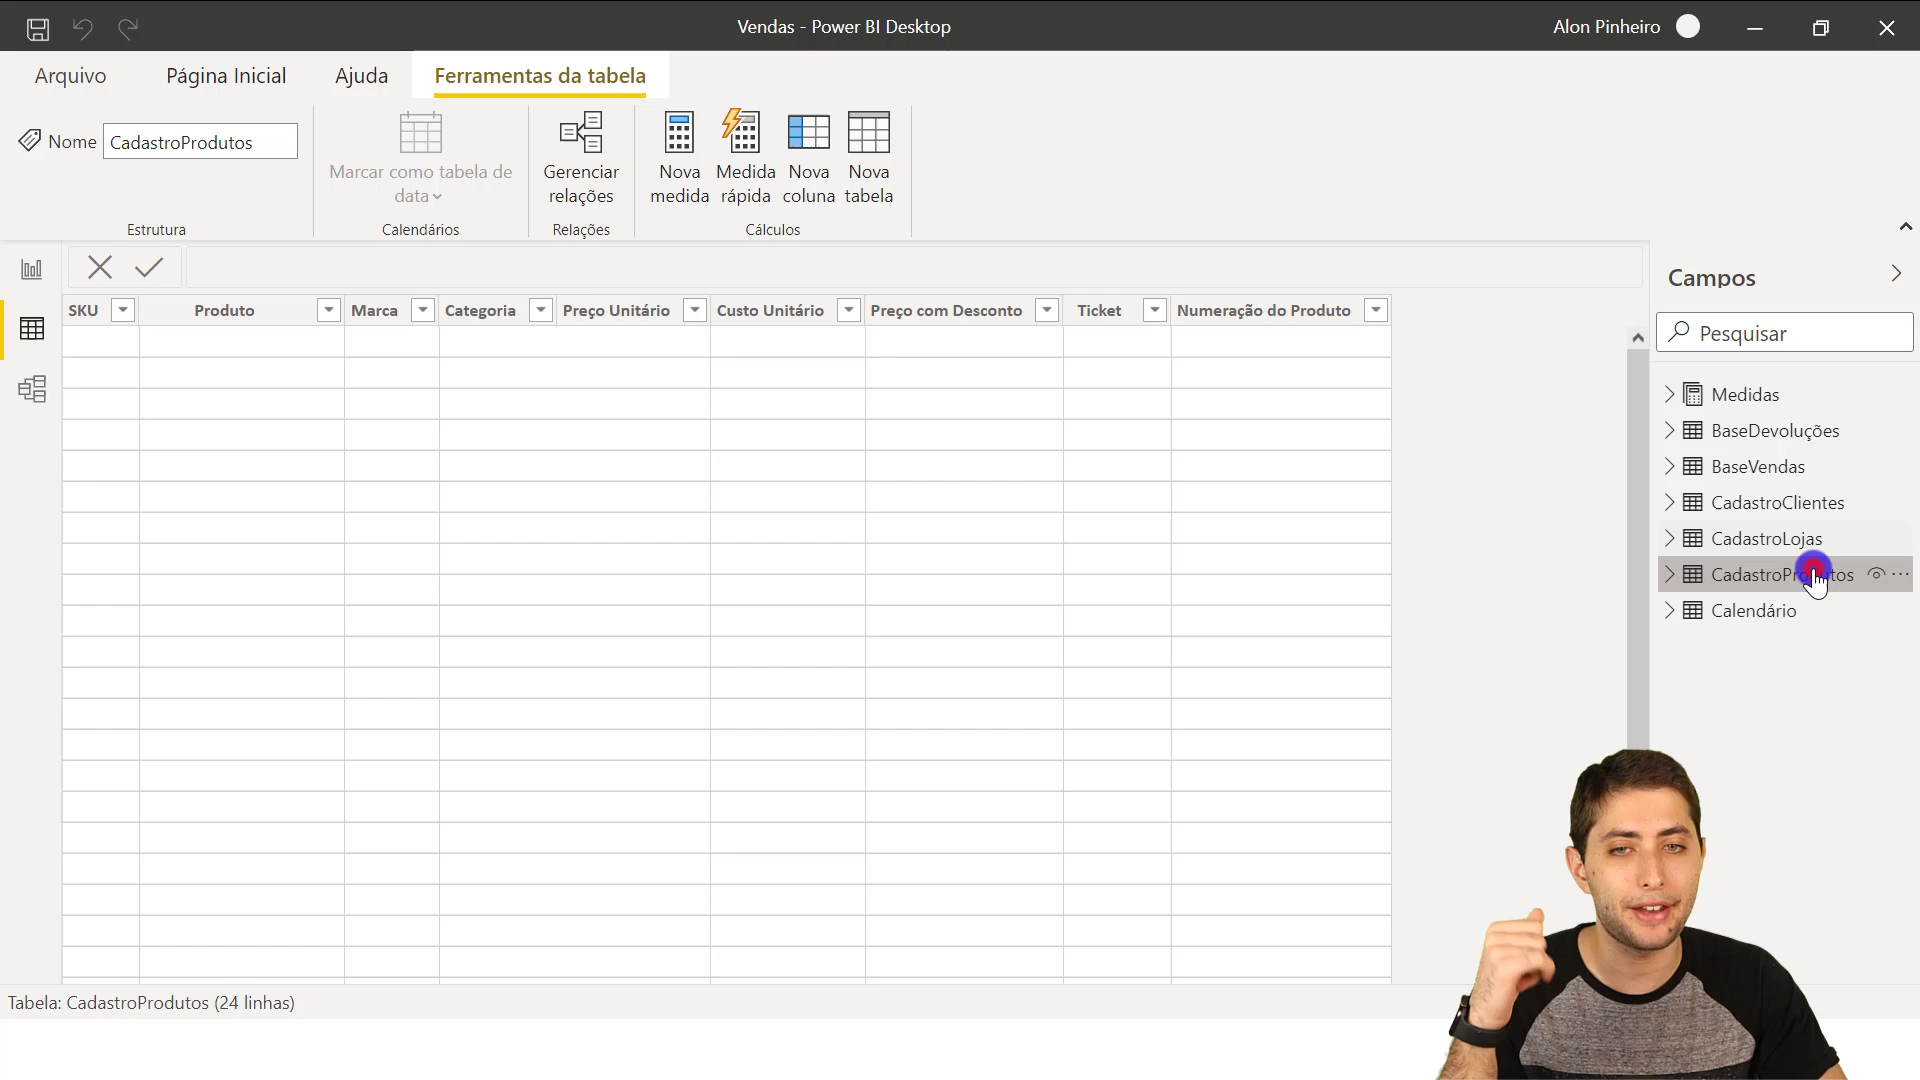 Vendas - Power BI Desktop
Alon Pinheiro
Arquivo
Página Inicial
Ajuda
Ferramentas da tabela
Nome
CadastroProdutos
Marcar como tabela de
data
Gerenciar
relações
Nova
medida
Medida
rápida
Nova
coluna
Nova
tabela
Estrutura
Calendários
Relações
Cálculos
Campos
SKU
Produto
Marca
Categoria
Preço Unitário
Custo Unitário
Preço com Desconto
Ticket
Numeração do Produto
Pesquisar
Medidas
BaseDevoluções
BaseVendas
CadastroClientes
CadastroLojas
CadastroProdutos
Calendário
Tabela: CadastroProdutos (24 linhas)